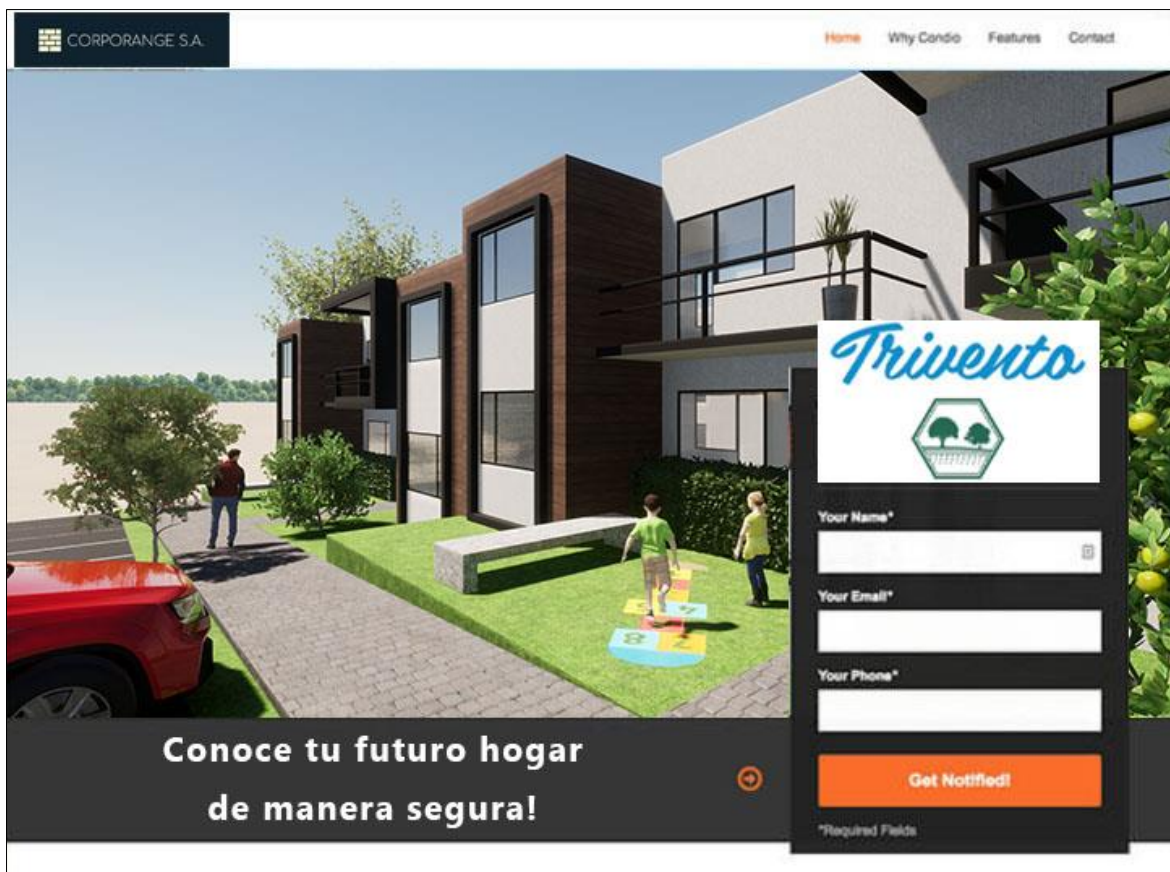 CORPORANGE S.A.
Home Why Condio Features Contact
Trivento
Your Name*
Your Email*
Your Phone*
Get Notified!
*Required Fields
Conoce tu futuro hogar
de manera segura!